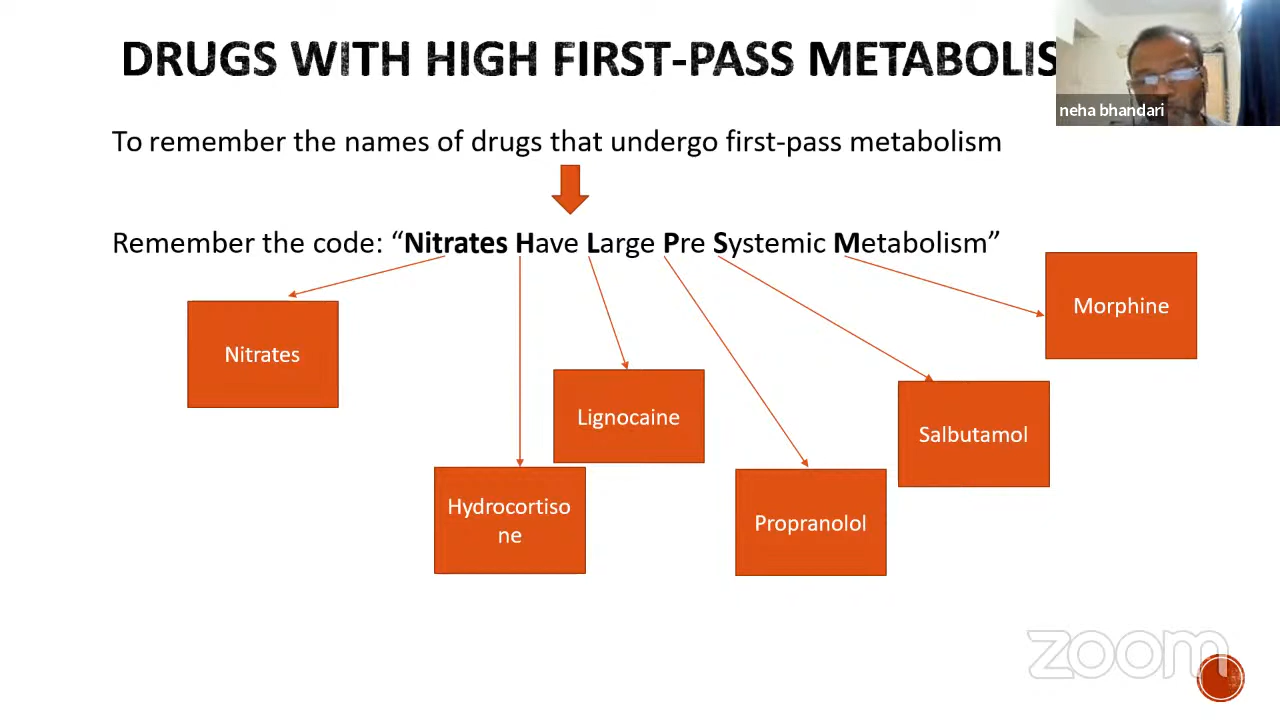 DRUGS WITH HIGH FIRST-PASS METABOLIS
neha bhandari
To remember the names of drugs that undergo first-pass metabolism
Remember the code: “Nitrates Have Large Pre Systemic Metabolism”
Morphine
Nitrates
Lignocaine
Salbutamol
Hydrocortiso
ne
Propranolol
zoom